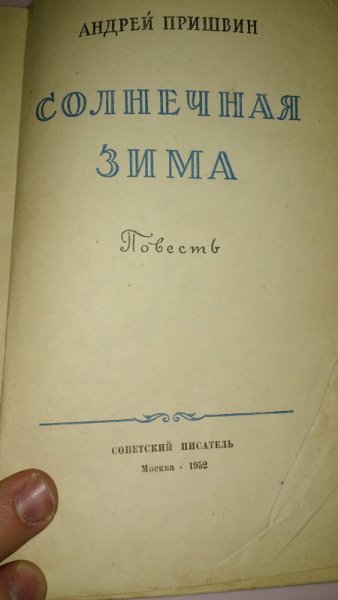 АНДРЕЙ ПРИШВИН
СОЛНЕЧНАЯ
ЗИМА
Повесть
СОВЕТСКИЙ ПИСАТЕЛЬ
Москва · 1952